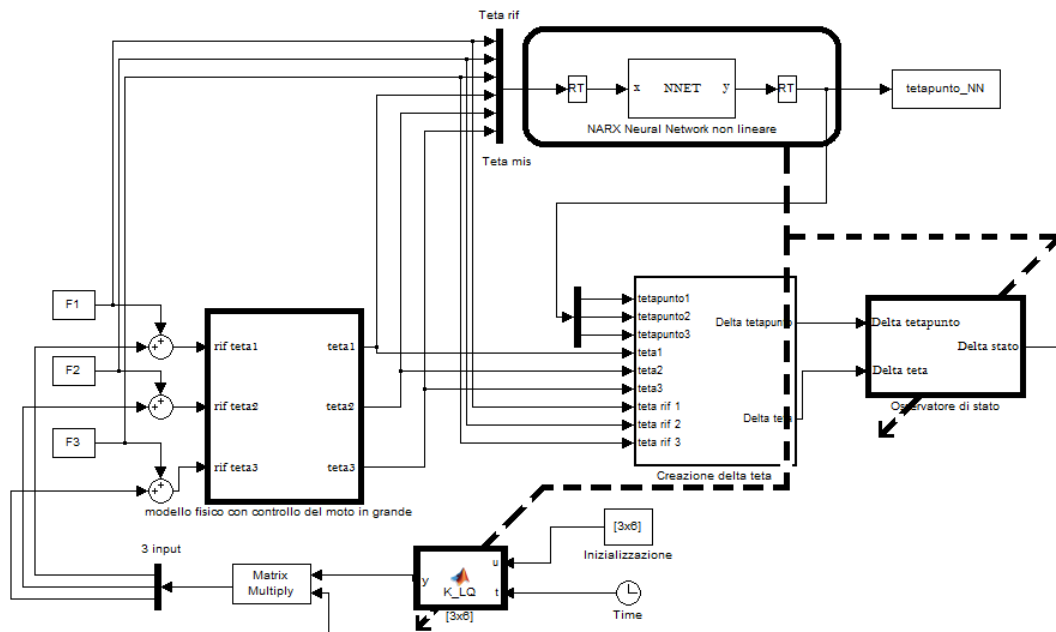 Teta rif
RT
x NNET y
RT
tetapunto_NN
NARX Neural Network non lineare
Teta mis
F1
F2
F3
+
+
+
+
+
+
rif teta1
teta1
rif teta2
teta2
rif teta3
teta3
modello fisico con controllo del moto in grande
tetapunto1
tetapunto2
tetapunto3
teta1
teta2
teta3
teta rif 1
teta rif 2
teta rif 3
Delta tetapunto
Delta teta
Creazione delta teta
Delta tetapunto
Delta stato
Delta teta
Osservatore di stato
[3x6]
Inizializzazione
3 input
Matrix
Multiply
y
u
K_LQ
t
[3x6]
Time